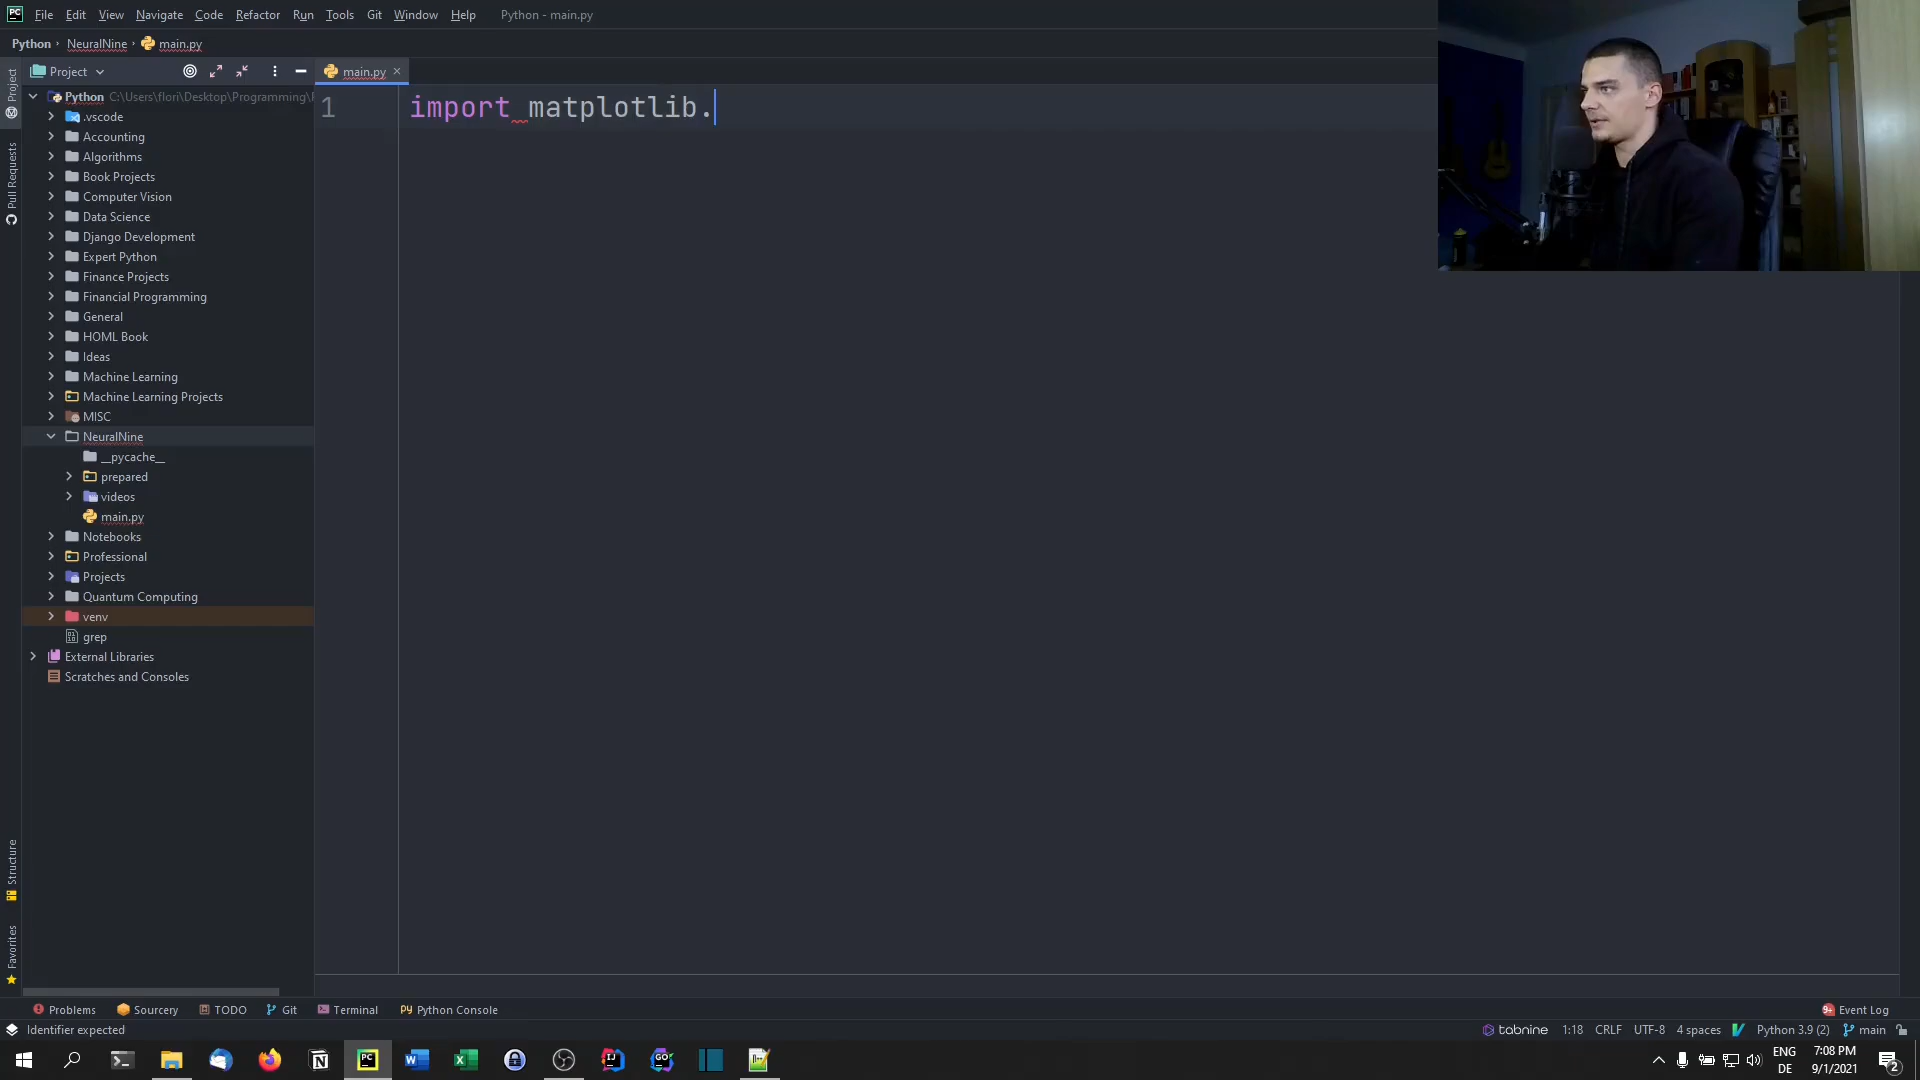 PC File Edit View Navigate Code Refactor Run Tools Git Window Help Python - main.py
Python NeuralNine main.py
Project
main.py
Project
Pull Requests
Structure
Favorites
Python C:\Users\flori\Desktop\Programming\
.vscode
Accounting
Algorithms
Book Projects
Computer Vision
Data Science
Django Development
Expert Python
Finance Projects
Financial Programming
General
HOML Book
Ideas
Machine Learning
Machine Learning Projects
MISC
NeuralNine
__pycache__
prepared
videos
main.py
Notebooks
Professional
Projects
Quantum Computing
venv
grep
External Libraries
Scratches and Consoles
1 import matplotlib.
Problems Sourcery TODO Git Terminal Python Console
Event Log
Identifier expected
tabnine 1:18 CRLF UTF-8 4 spaces Python 3.9 (2) main
ENG
DE
7:08 PM
9/1/2021
2